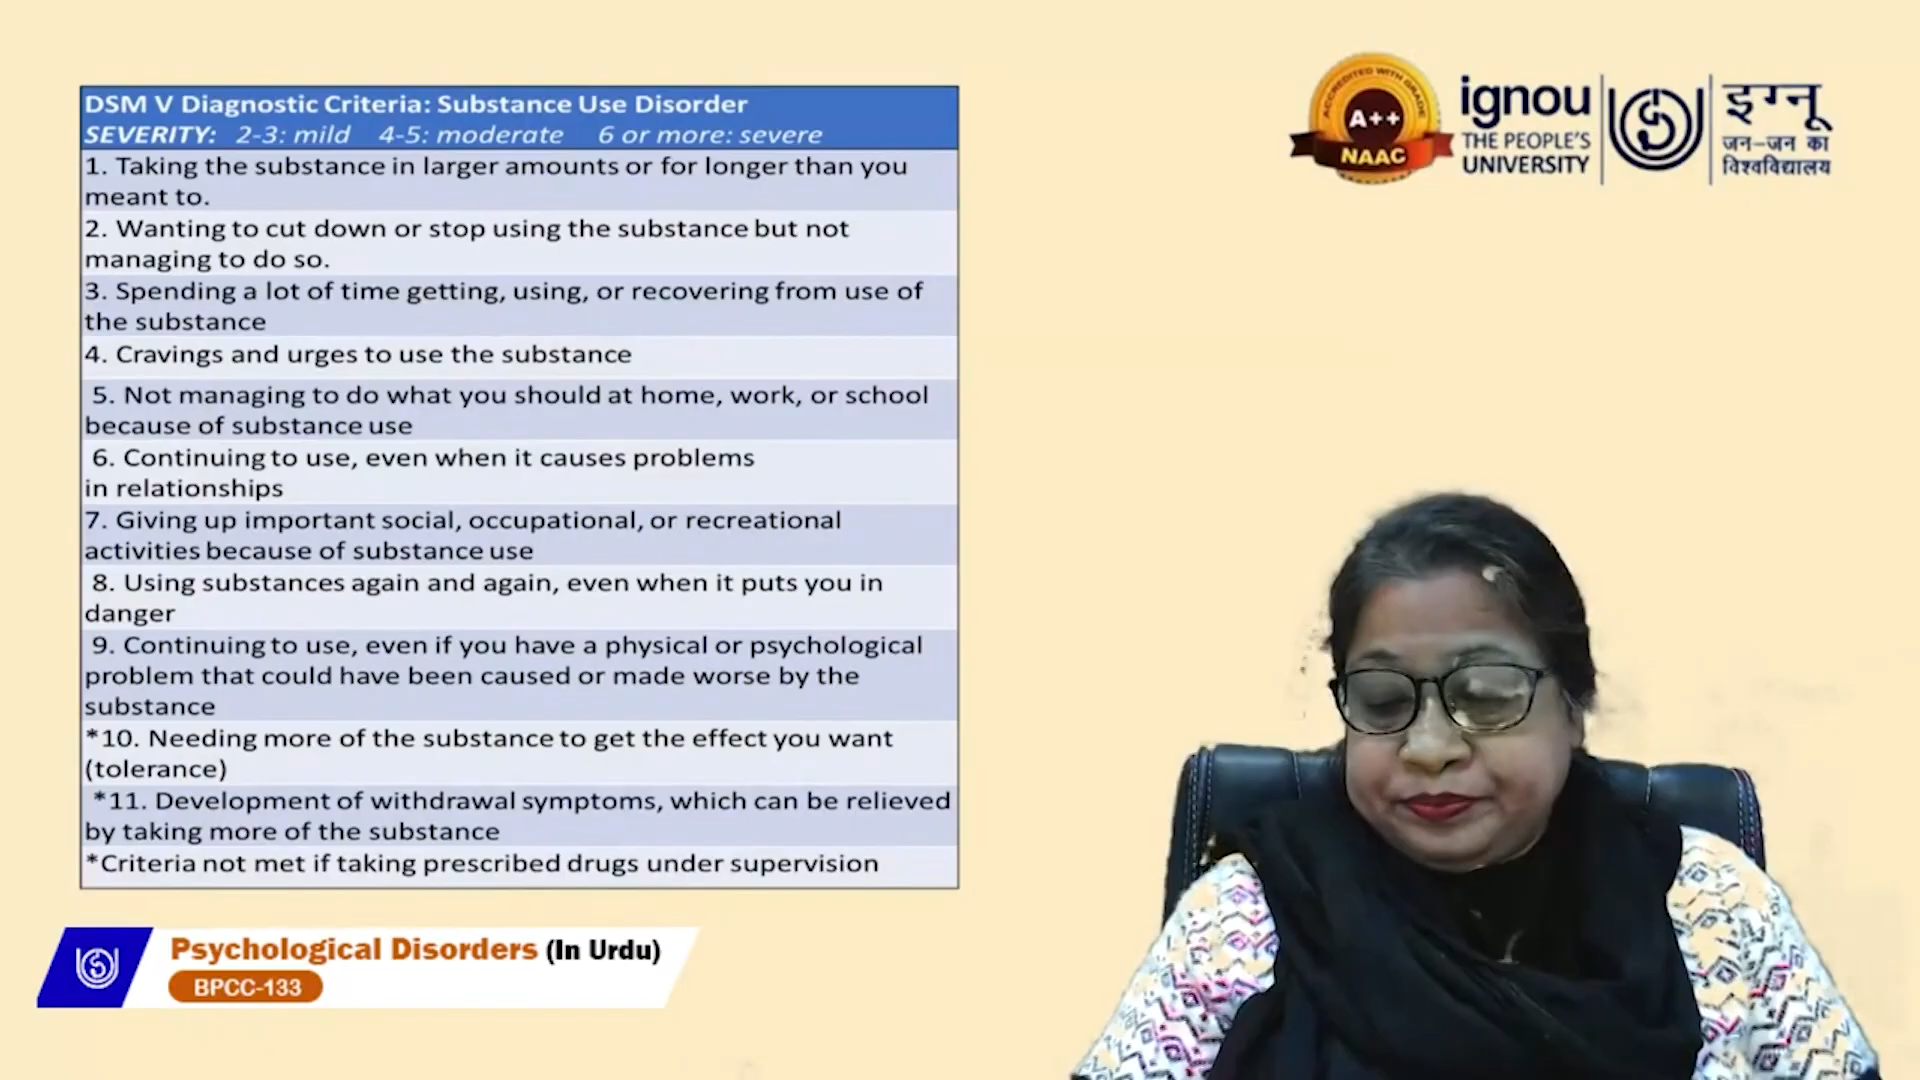 DSM V Diagnostic Criteria: Substance Use Disorder
SEVERITY: 2-3: mild 4-5: moderate 6 or more: severe
1. Taking the substance in larger amounts or for longer than you
meant to.
2. Wanting to cut down or stop using the substance but not
managing to do so.
3. Spending a lot of time getting, using, or recovering from use of
the substance
4. Cravings and urges to use the substance
5. Not managing to do what you should at home, work, or school
because of substance use
6. Continuing to use, even when it causes problems
in relationships
7. Giving up important social, occupational, or recreational
activities because of substance use
8. Using substances again and again, even when it puts you in
danger
9. Continuing to use, even if you have a physical or psychological
problem that could have been caused or made worse by the
substance
*10. Needing more of the substance to get the effect you want
(tolerance)
*11. Development of withdrawal symptoms, which can be relieved
by taking more of the substance
*Criteria not met if taking prescribed drugs under supervision
ACCREDITED WITH GRADE
A++
NAAC
ignou
THE PEOPLE'S
UNIVERSITY
इग्नू
जन-जन का
विश्वविद्यालय
Psychological Disorders (In Urdu)
BPCC-133